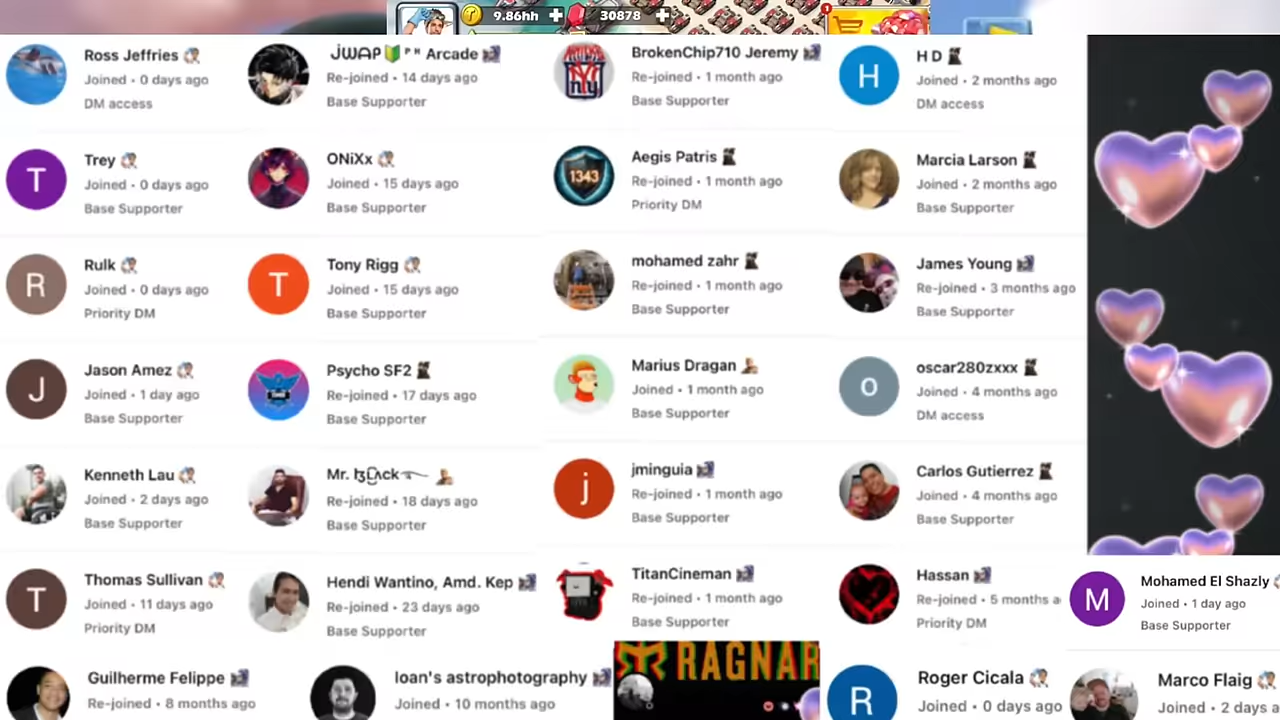 9.86hh
30878
1
Ross Jeffries
Joined • 0 days ago
DM access
Trey
Joined • 0 days ago
Base Supporter
Rulk
Joined • 0 days ago
Priority DM
Jason Amez
Joined • 1 day ago
Base Supporter
Kenneth Lau
Joined • 2 days ago
Base Supporter
Thomas Sullivan
Joined • 11 days ago
Priority DM
Guilherme Felippe
Re-joined • 8 months ago
Arcade
Re-joined • 14 days ago
Base Supporter
ONiXx
Joined • 15 days ago
Base Supporter
Tony Rigg
Joined • 15 days ago
Base Supporter
Psycho SF2
Re-joined • 17 days ago
Base Supporter
Mr.
Re-joined • 18 days ago
Base Supporter
Hendi Wantino, Amd. Kep
Re-joined • 23 days ago
Base Supporter
Ioan's astrophotography
Joined • 10 months ago
BrokenChip710 Jeremy
Re-joined • 1 month ago
Base Supporter
1343
Aegis Patris
Re-joined • 1 month ago
Priority DM
mohamed zahr
Re-joined • 1 month ago
Base Supporter
Marius Dragan
Joined • 1 month ago
Base Supporter
jminguia
Re-joined • 1 month ago
Base Supporter
TitanCineman
Re-joined • 1 month ago
Base Supporter
RAGNAR
H D
Joined • 2 months ago
DM access
Marcia Larson
Joined • 2 months ago
Base Supporter
James Young
Re-joined • 3 months ago
Base Supporter
oscar280zxxx
Joined • 4 months ago
DM access
Carlos Gutierrez
Joined • 4 months ago
Base Supporter
Hassan
Re-joined • 5 months a
Priority DM
Roger Cicala
Joined • 0 days ago
Mohamed El Shazly
Joined • 1 day ago
Base Supporter
Marco Flaig
Joined • 2 days a
H
T
R
T
J
o
j
T
M
R